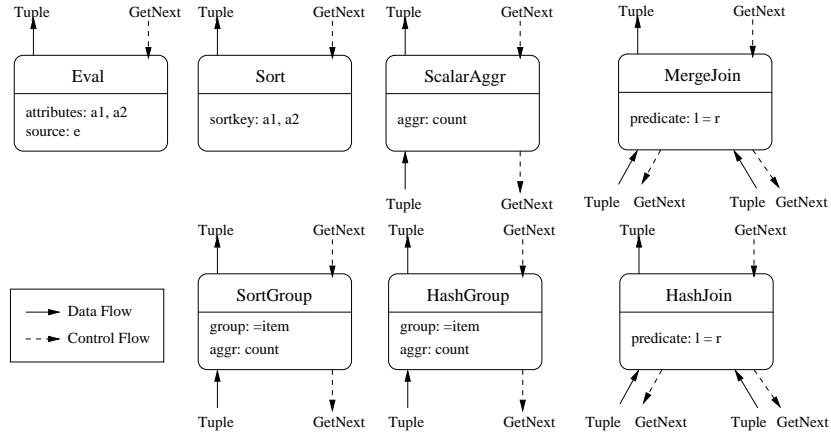 Tuple GetNext Tuple GetNext Tuple GetNext Tuple GetNext
Eval Sort ScalarAggr MergeJoin
attributes: a1, a2
source: e
sortkey: a1, a2
aggr: count
predicate: l = r
Tuple GetNext Tuple GetNext Tuple GetNext
Tuple GetNext Tuple GetNext Tuple GetNext
SortGroup HashGroup HashJoin
group: =item
aggr: count
group: =item
aggr: count
predicate: l = r
Data Flow
Control Flow
Tuple GetNext Tuple GetNext Tuple GetNext Tuple GetNext